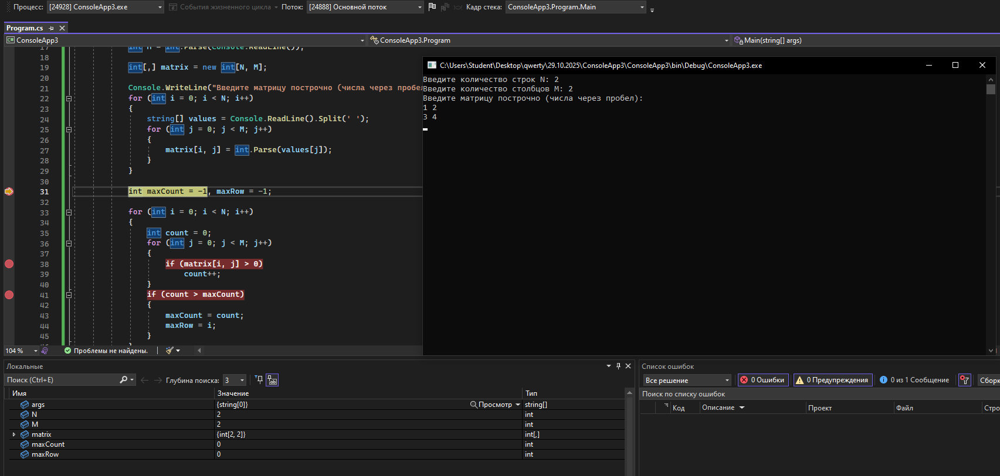 Процесс: [24928] ConsoleApp3.exe События жизненного цикла Поток: [24888] Основной поток Кадр стека: ConsoleApp3.Program.Main
Program.cs
C# ConsoleApp3 ConsoleApp3.Program Main(string[] args)
17 int M = int.Parse(Console.ReadLine());
18
19 int[,] matrix = new int[N, M];
20
21 Console.WriteLine("Введите матрицу построчно (числа через пробел
22 for (int i = 0; i < N; i++)
23 {
24 string[] values = Console.ReadLine().Split(' ');
25 for (int j = 0; j < M; j++)
26 {
27 matrix[i, j] = int.Parse(values[j]);
28 }
29 }
30
31 int maxCount = -1, maxRow = -1;
32
33 for (int i = 0; i < N; i++)
34 {
35 int count = 0;
36 for (int j = 0; j < M; j++)
37 {
38 if (matrix[i, j] > 0)
39 count++;
40 }
41 if (count > maxCount)
42 {
43 maxCount = count;
44 maxRow = i;
45 }
C:\Users\Student\Desktop\qwerty\29.10.2025\ConsoleApp3\ConsoleApp3\bin\Debug\ConsoleApp3.exe
Введите количество строк N: 2
Введите количество столбцов M: 2
Введите матрицу построчно (числа через пробел):
1 2
3 4
104 % Проблемы не найдены.
Локальные
Поиск (Ctrl+E) Глубина поиска: 3
Имя Значение Тип
args {string[0]} Просмотр string[]
N 2 int
M 2 int
matrix {int[2, 2]} int[,]
maxCount 0 int
maxRow 0 int
Список ошибок
Все решение 0 Ошибки 0 Предупреждения 0 из 1 Сообщение Сборк
Поиск по списку ошибок
Код Описание Проект Файл Стро